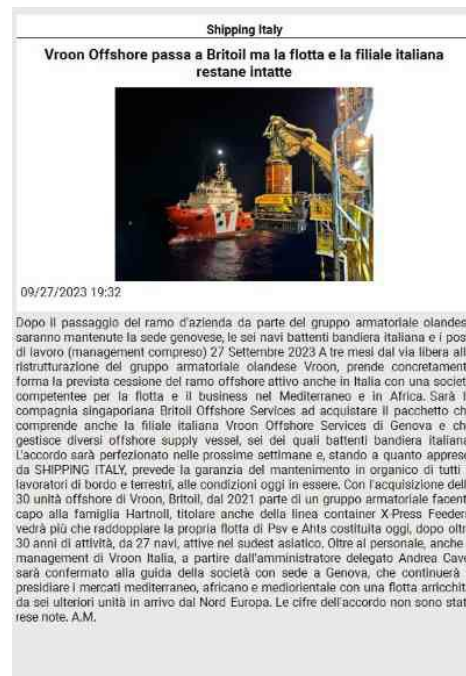 Shipping Italy
Vroon Offshore passa a Britoil ma la flotta e la filiale italiana
restane intatte
09/27/2023 19:32
Dopo il passaggio del ramo d'azienda da parte del gruppo armatoriale olandes
saranno mantenute la sede genovese, le sei navi battenti bandiera italiana e i pos
di lavoro (management compreso) 27 Settembre 2023 A tre mesi dal via libera all
ristrutturazione del gruppo armatoriale olandese Vroon, prende concretament
forma la prevista cessione del ramo offshore attivo anche in Italia con una societ
competentee per la flotta e il business nel Mediterraneo e in Africa. Sarà l
compagnia singaporiana Britoil Offshore Services ad acquistare il pacchetto ch
comprende anche la filiale italiana Vroon Offshore Services di Genova e ch
gestisce diversi offshore supply vessel, sei dei quali battenti bandiera italiana
L'accordo sarà perfezionato nelle prossime settimane e, stando a quanto appres
da SHIPPING ITALY, prevede la garanzia del mantenimento in organico di tutti
lavoratori di bordo e terrestri, alle condizioni oggi in essere. Con l'acquisizione dell
30 unità offshore di Vroon, Britoil, dal 2021 parte di un gruppo armatoriale facent
capo alla famiglia Hartnoll, titolare anche della linea container X-Press Feeder
vedrà più che raddoppiare la propria flotta di Psv e Ahts costituita oggi, dopo oltr
30 anni di attività, da 27 navi, attive nel sudest asiatico. Oltre al personale, anche
management di Vroon Italia, a partire dall'amministratore delegato Andrea Cave
sarà confermato alla guida della società con sede a Genova, che continuerà
presidiare i mercati mediterraneo, africano e mediorientale con una flotta arricchit
da sei ulteriori unità in arrivo dal Nord Europa. Le cifre dell'accordo non sono stat
rese note. A.M.